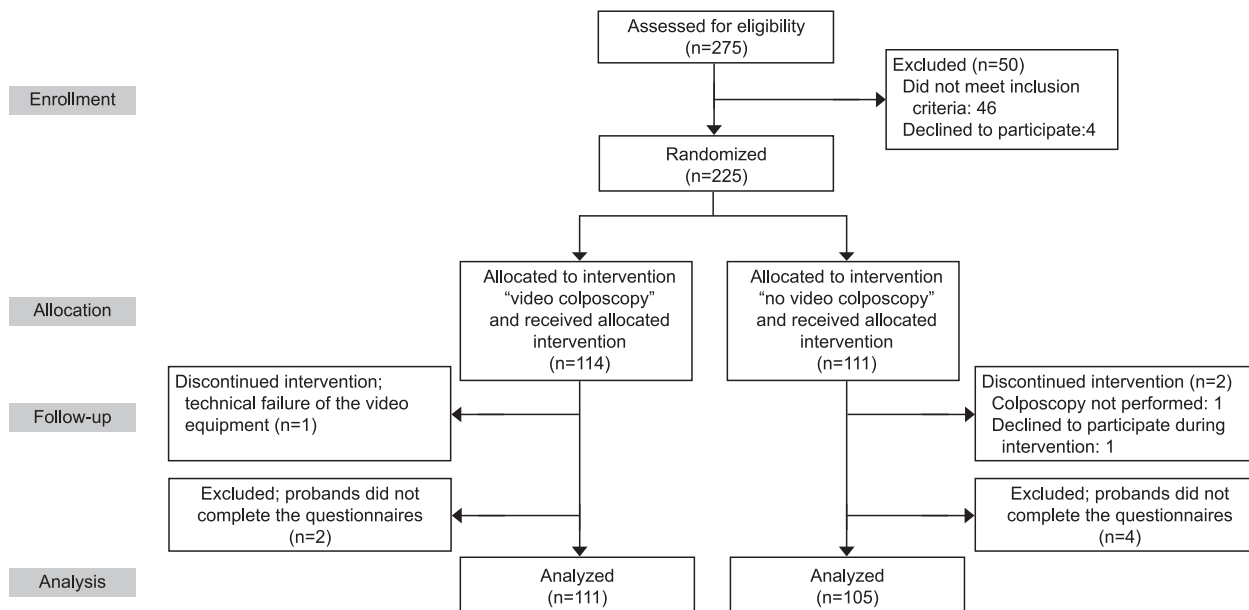 Assessed for eligibility
(n=275)
Enrollment
Excluded (n=50)
Did not meet inclusion
criteria: 46
Declined to participate:4
Randomized
(n=225)
Allocation
Allocated to intervention
“video colposcopy”
and received allocated
intervention
(n=114)
Allocated to intervention
“no video colposcopy”
and received allocated
intervention
(n=111)
Follow-up
Discontinued intervention;
technical failure of the video
equipment (n=1)
Discontinued intervention (n=2)
Colposcopy not performed: 1
Declined to participate during
intervention: 1
Excluded; probands did not
complete the questionnaires
(n=2)
Excluded; probands did not
complete the questionnaires
(n=4)
Analysis
Analyzed
(n=111)
Analyzed
(n=105)